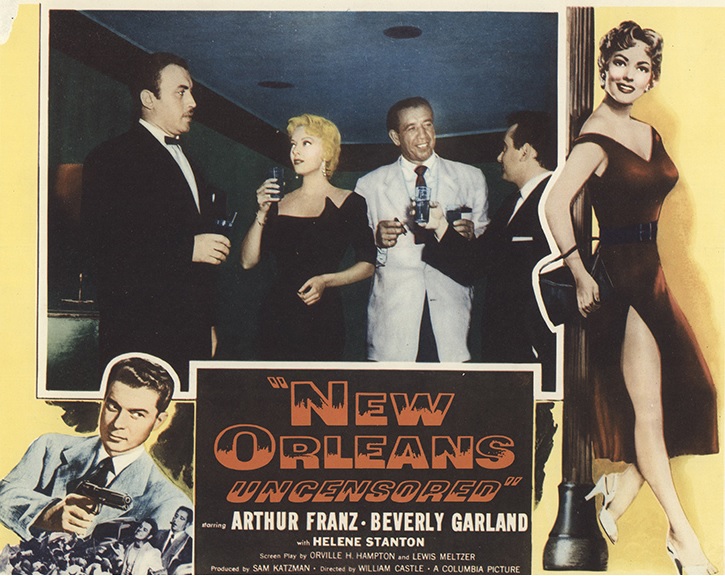 "NEW
ORLEANS
UNCENSORED"
starring ARTHUR FRANZ · BEVERLY GARLAND
with HELENE STANTON
Screen Play by ORVILLE H. HAMPTON and LEWIS MELTZER
Produced by SAM KATZMAN · Directed by WILLIAM CASTLE · A COLUMBIA PICTURE